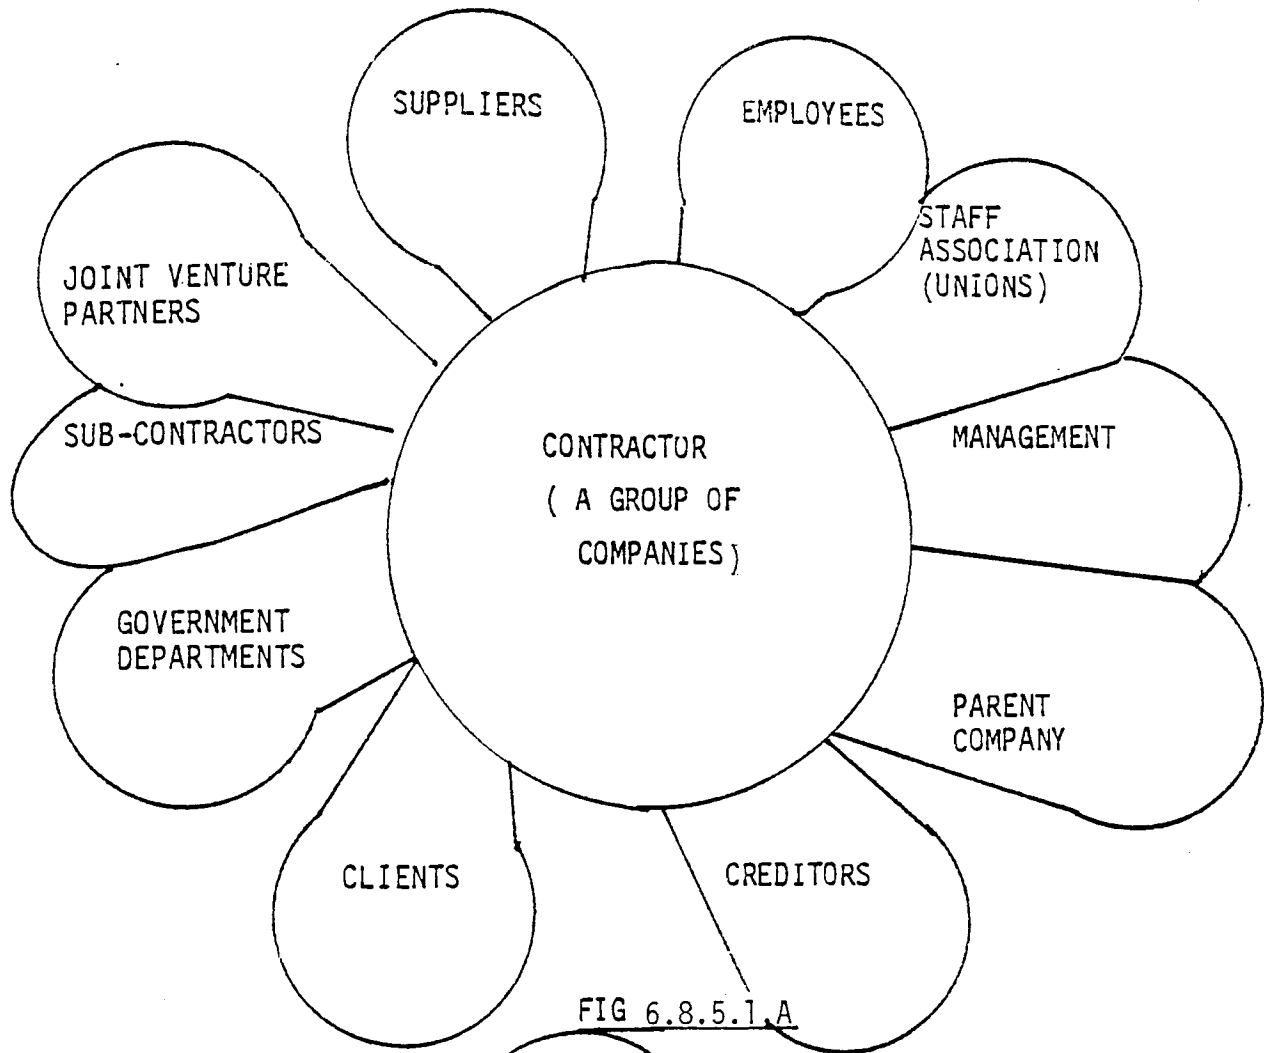 SUPPLIERS
EMPLOYEES
STAFF
ASSOCIATION
(UNIONS)
JOINT VENTURE
PARTNERS
SUB-CONTRACTORS
MANAGEMENT
CONTRACTOR
( A GROUP OF
COMPANIES)
GOVERNMENT
DEPARTMENTS
PARENT
COMPANY
CLIENTS
CREDITORS
FIG 6.8.5.1.A